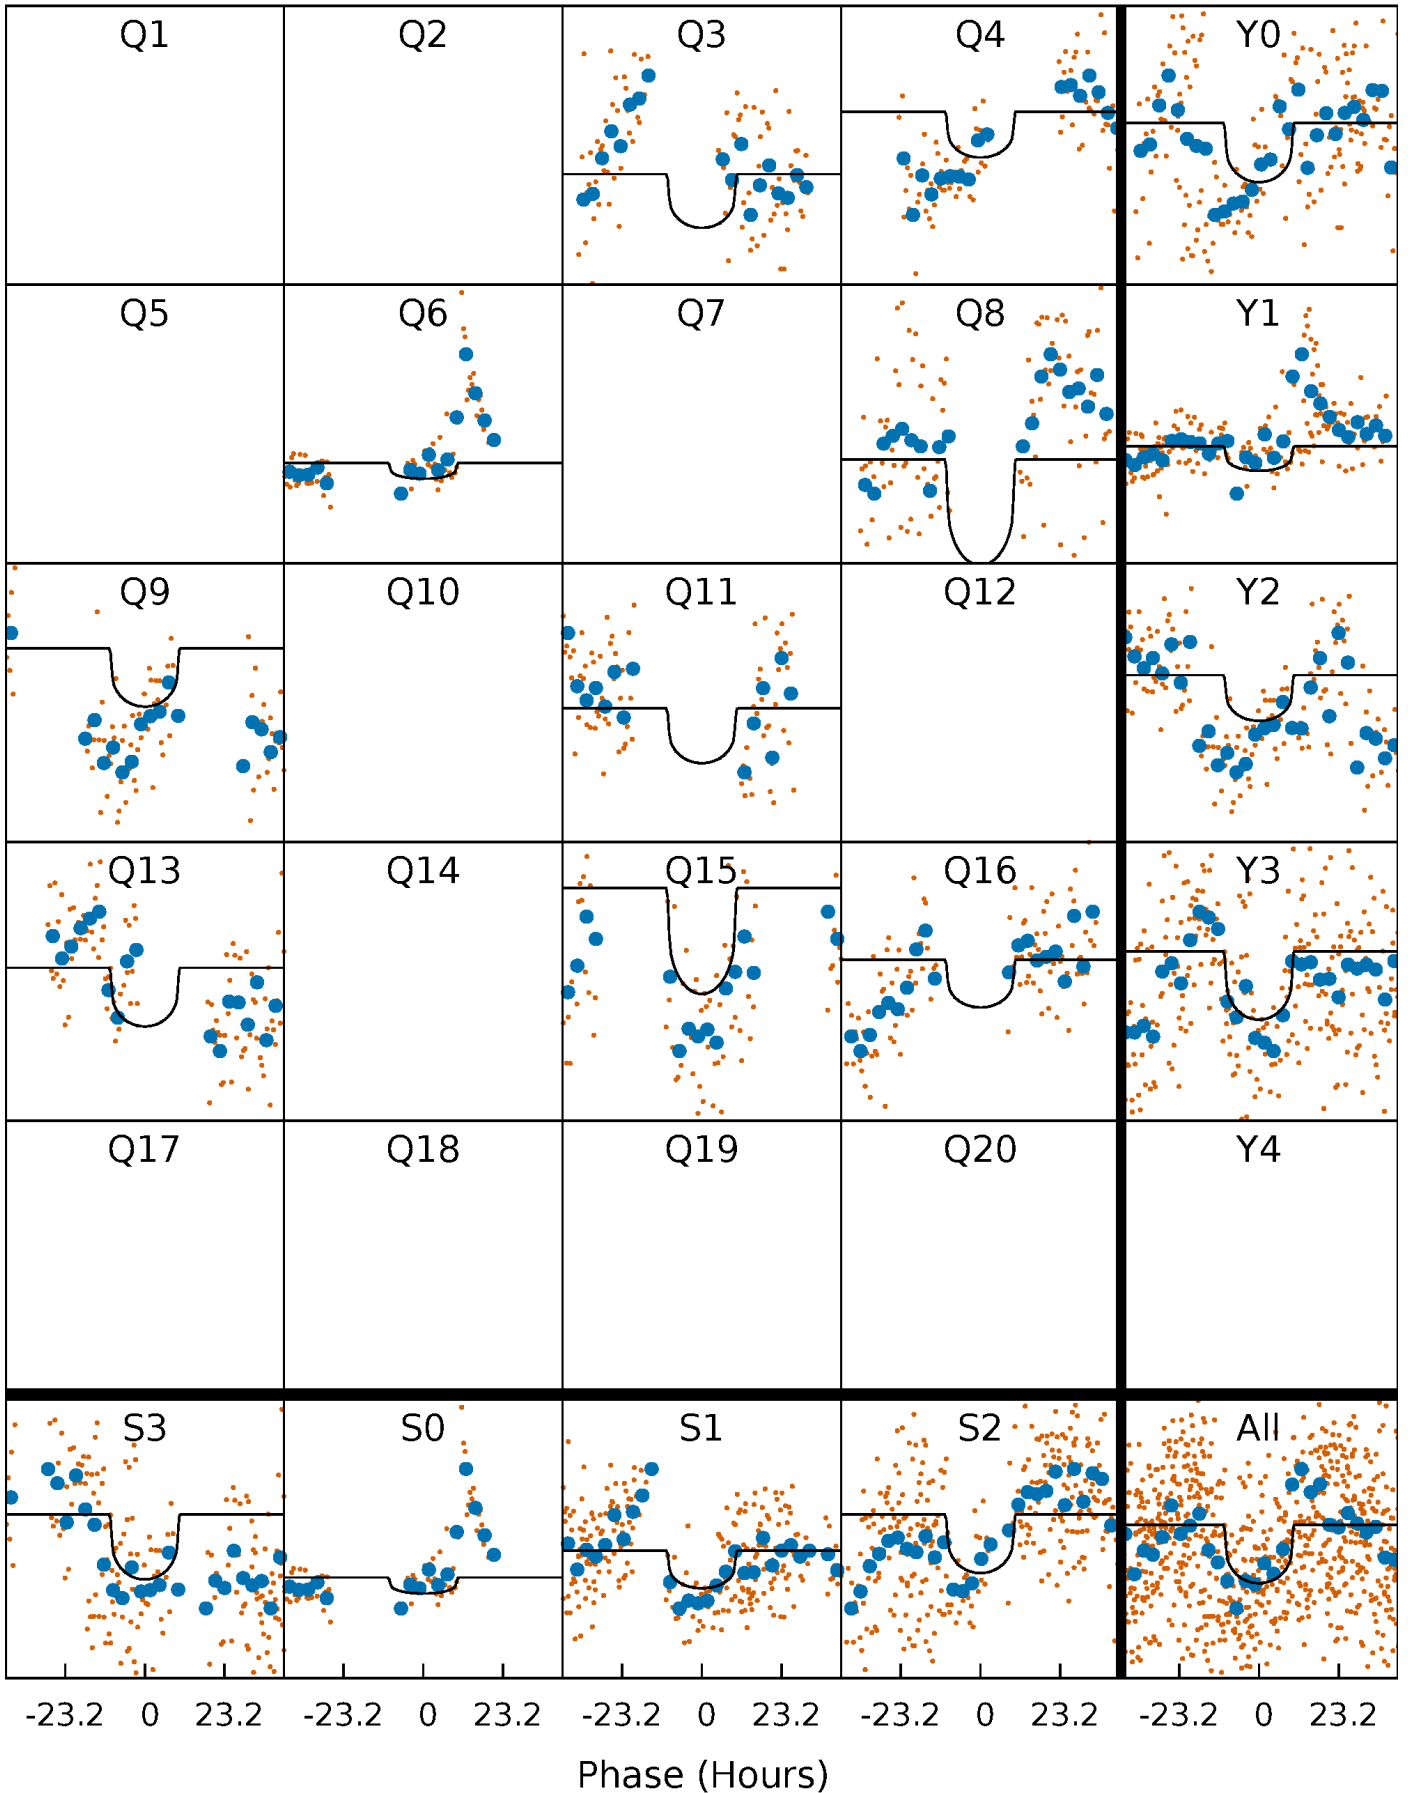 Q1 Q2 Q3 Q4 Y0
Q5 Q6 Q7 Q8 Y1
Q9 Q10 Q11 Q12 Y2
Q13 Q14 Q15 Q16 Y3
Q17 Q18 Q19 Q20 Y4
S3 S0 S1 S2 All
-23.2 0 23.2 -23.2 0 23.2 -23.2 0 23.2 -23.2 0 23.2 -23.2 0 23.2
Phase (Hours)